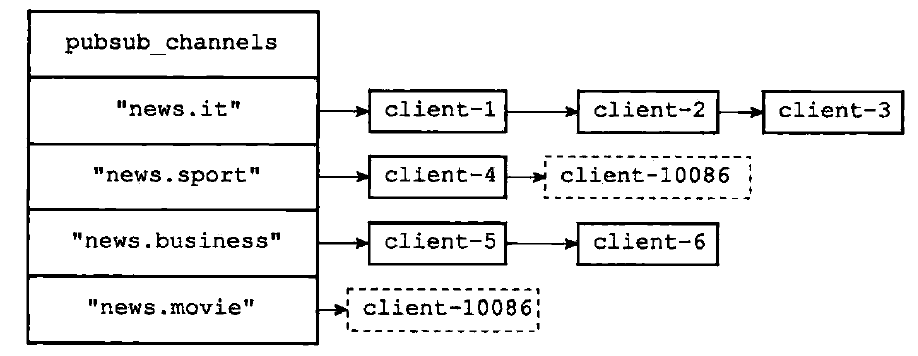 pubsub_channels
"news.it" client-1 client-2 client-3
"news.sport" client-4 client-10086
"news.business" client-5 client-6
"news.movie" client-10086